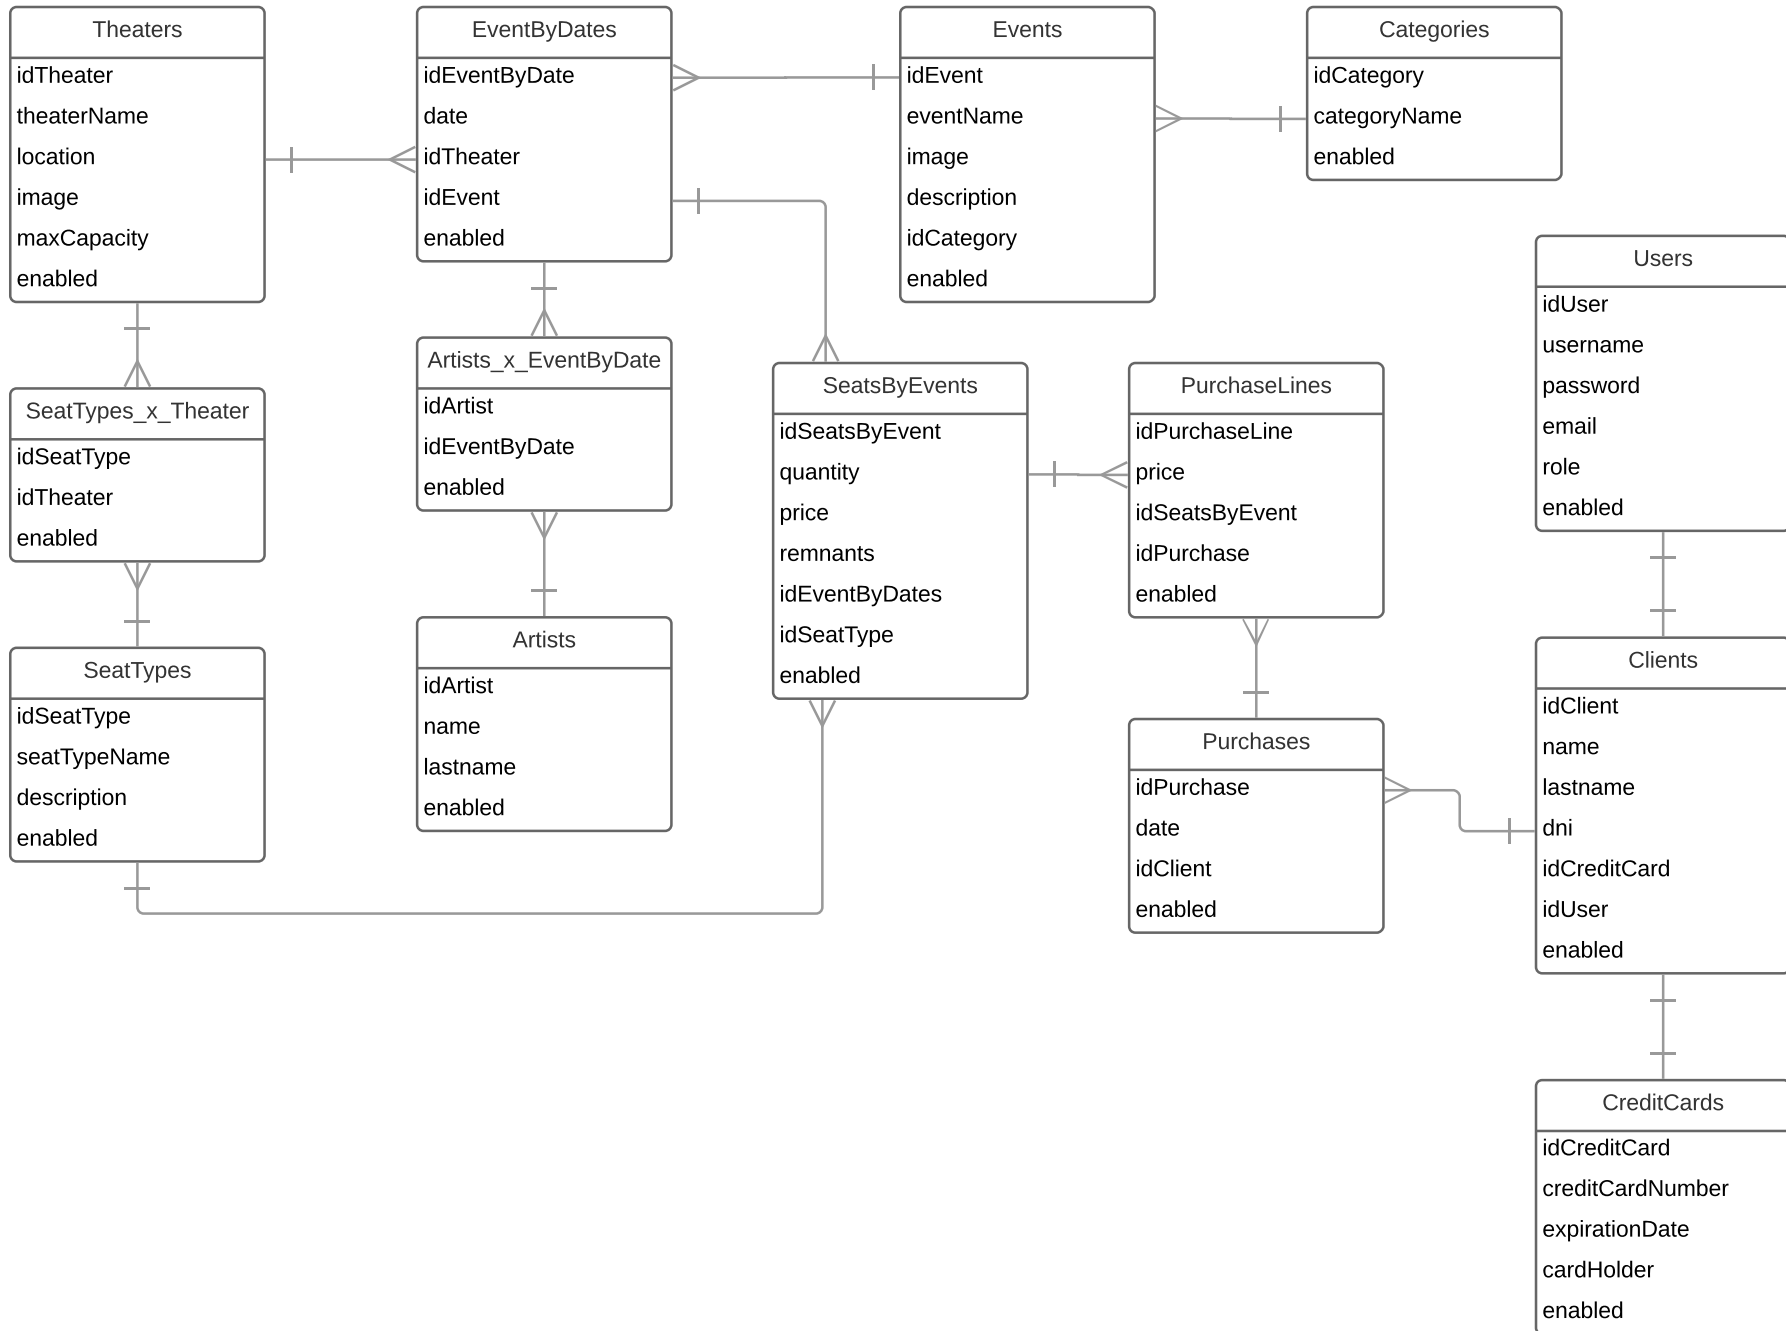 Theaters
idTheater
theaterName
location
image
maxCapacity
enabled
EventByDates
idEventByDate
date
idTheater
idEvent
enabled
Events
idEvent
eventName
image
description
idCategory
enabled
Categories
idCategory
categoryName
enabled
Users
idUser
username
password
email
role
enabled
SeatTypes_x_Theater
idSeatType
idTheater
enabled
Artists_x_EventByDate
idArtist
idEventByDate
enabled
SeatsByEvents
idSeatsByEvent
quantity
price
remnants
idEventByDates
idSeatType
enabled
PurchaseLines
idPurchaseLine
price
idSeatsByEvent
idPurchase
enabled
SeatTypes
idSeatType
seatTypeName
description
enabled
Artists
idArtist
name
lastname
enabled
Purchases
idPurchase
date
idClient
enabled
Clients
idClient
name
lastname
dni
idCreditCard
idUser
enabled
CreditCards
idCreditCard
creditCardNumber
expirationDate
cardHolder
enabled